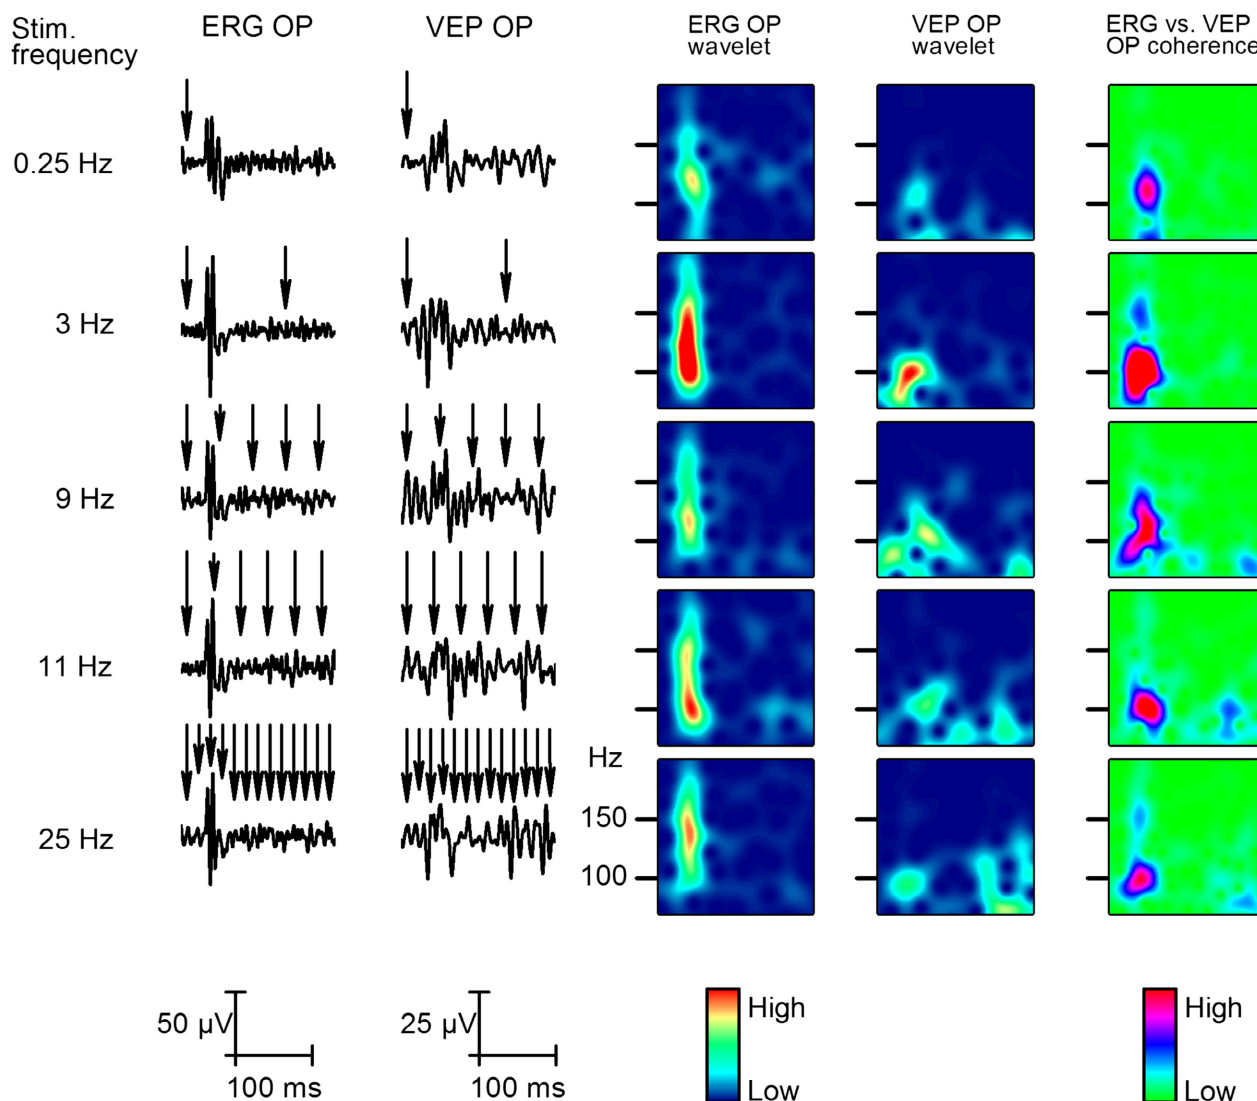 Stim.
frequency
ERG OP
VEP OP
ERG OP
wavelet
VEP OP
wavelet
ERG vs. VEP
OP coherence
0.25 Hz
3 Hz
9 Hz
11 Hz
25 Hz
Hz
150
100
50 µV
100 ms
25 µV
100 ms
High
Low
High
Low